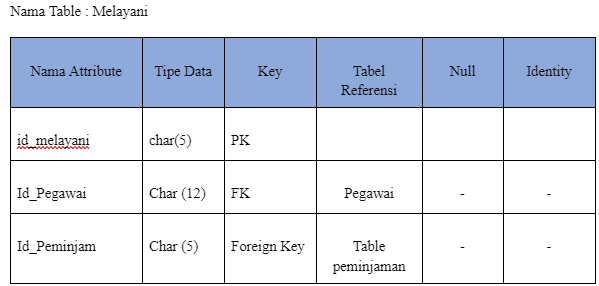 Nama Table : Melayani
Nama Attribute Tipe Data Key Tabel Referensi Null Identity
id_melayani char(5) PK
Id_Pegawai Char (12) FK Pegawai - -
Id_Peminjam Char (5) Foreign Key Table peminjaman - -